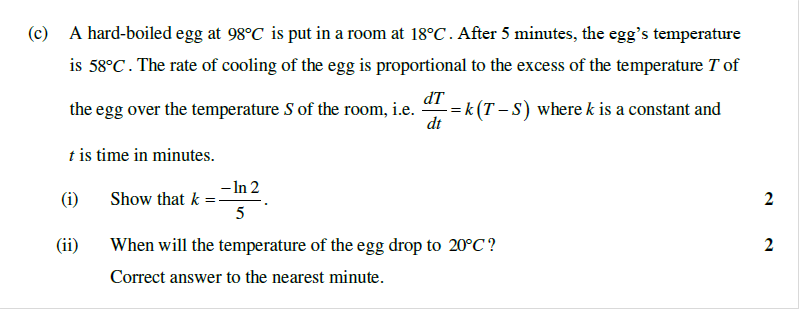 (c) A hard-boiled egg at 98°C is put in a room at 18°C. After 5 minutes, the egg's temperature
is 58°C. The rate of cooling of the egg is proportional to the excess of the temperature T of
the egg over the temperature S of the room, i.e. dT/dt = k(T – S) where k is a constant and
t is time in minutes.
(i) Show that k = –ln 2/5. 2
(ii) When will the temperature of the egg drop to 20°C? 2
Correct answer to the nearest minute.